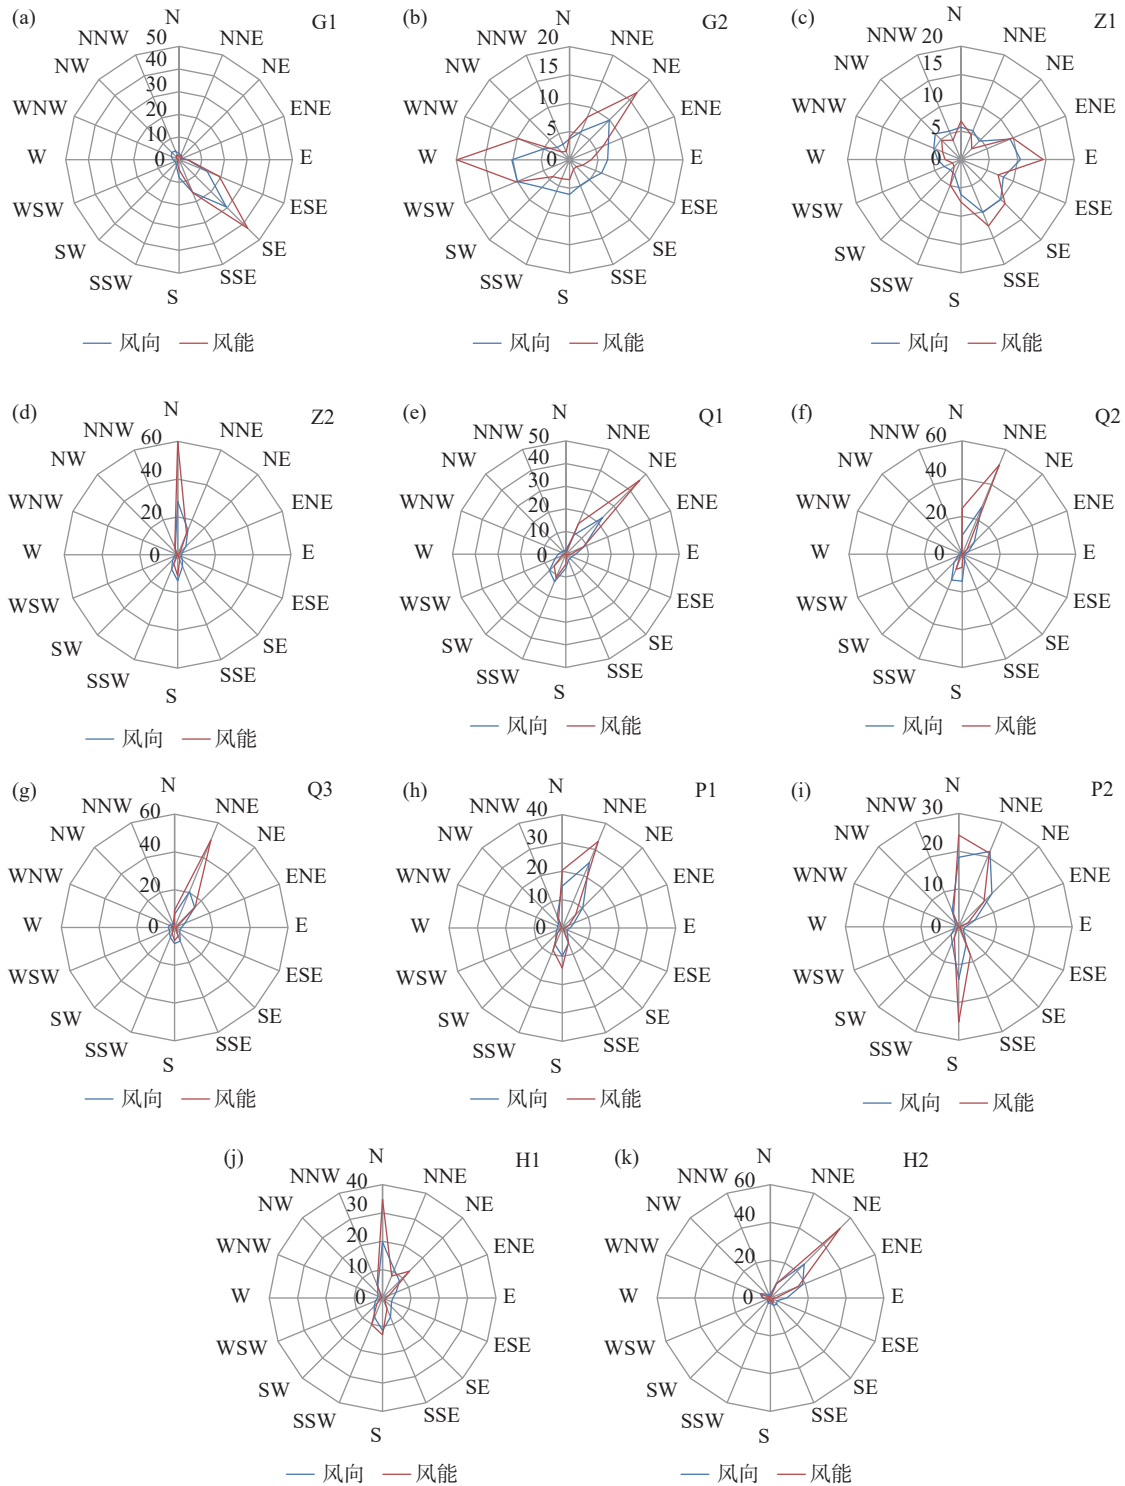 (a) N G1
50
NNW NNE
40
NW NE
30
20
WNW ENE
10
W 0 E
WSW ESE
SW SE
SSW SSE
S
风向 风能
(b) N G2
20
NNW NNE
15
NW NE
10
WNW ENE
5
W 0 E
WSW ESE
SW SE
SSW SSE
S
风向 风能
(c) N Z1
20
NNW NNE
15
NW NE
10
WNW ENE
5
W 0 E
WSW ESE
SW SE
SSW SSE
S
风向 风能
(d) N Z2
60
NNW NNE
NW NE
40
WNW ENE
20
W 0 E
WSW ESE
SW SE
SSW SSE
S
风向 风能
(e) N Q1
50
NNW NNE
40
NW NE
30
20
WNW ENE
10
W 0 E
WSW ESE
SW SE
SSW SSE
S
风向 风能
(f) N Q2
60
NNW NNE
NW NE
40
WNW ENE
20
W 0 E
WSW ESE
SW SE
SSW SSE
S
风向 风能
(g) N Q3
60
NNW NNE
NW NE
40
WNW ENE
20
W 0 E
WSW ESE
SW SE
SSW SSE
S
风向 风能
(h) N P1
40
NNW NNE
30
NW NE
20
WNW ENE
10
W 0 E
WSW ESE
SW SE
SSW SSE
S
风向 风能
(i) N P2
30
NNW NNE
NW NE
20
WNW ENE
10
W 0 E
WSW ESE
SW SE
SSW SSE
S
风向 风能
(j) N H1
40
NNW NNE
30
NW NE
20
WNW ENE
10
W 0 E
WSW ESE
SW SE
SSW SSE
S
风向 风能
(k) N H2
60
NNW NNE
NW NE
40
WNW ENE
20
W 0 E
WSW ESE
SW SE
SSW SSE
S
风向 风能